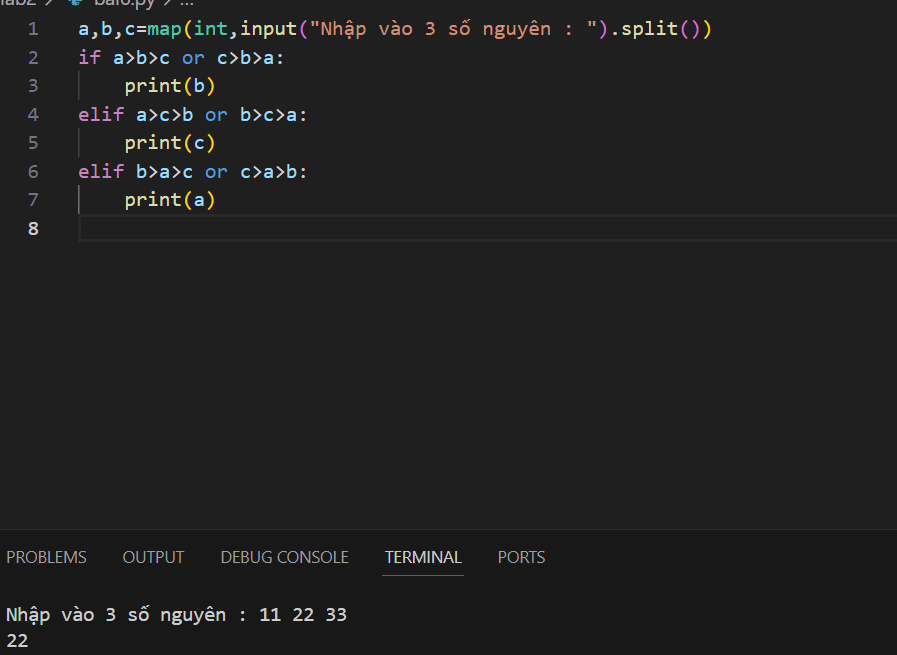 lab2 > bai6.py > ...
1 a,b,c=map(int,input("Nhập vào 3 số nguyên : ").split())
2 if a>b>c or c>b>a:
3     print(b)
4 elif a>c>b or b>c>a:
5     print(c)
6 elif b>a>c or c>a>b:
7     print(a)
8
PROBLEMS OUTPUT DEBUG CONSOLE TERMINAL PORTS
Nhập vào 3 số nguyên : 11 22 33
22